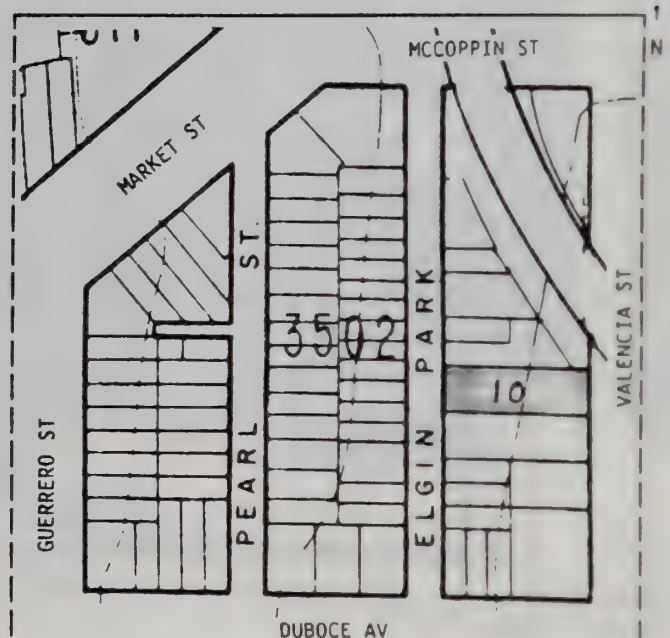 MCCOPPIN ST
N
MARKET ST
PEARL ST
3502
ELGIN PARK
VALENCIA ST
10
GUERRERO ST
DUBOCE AV